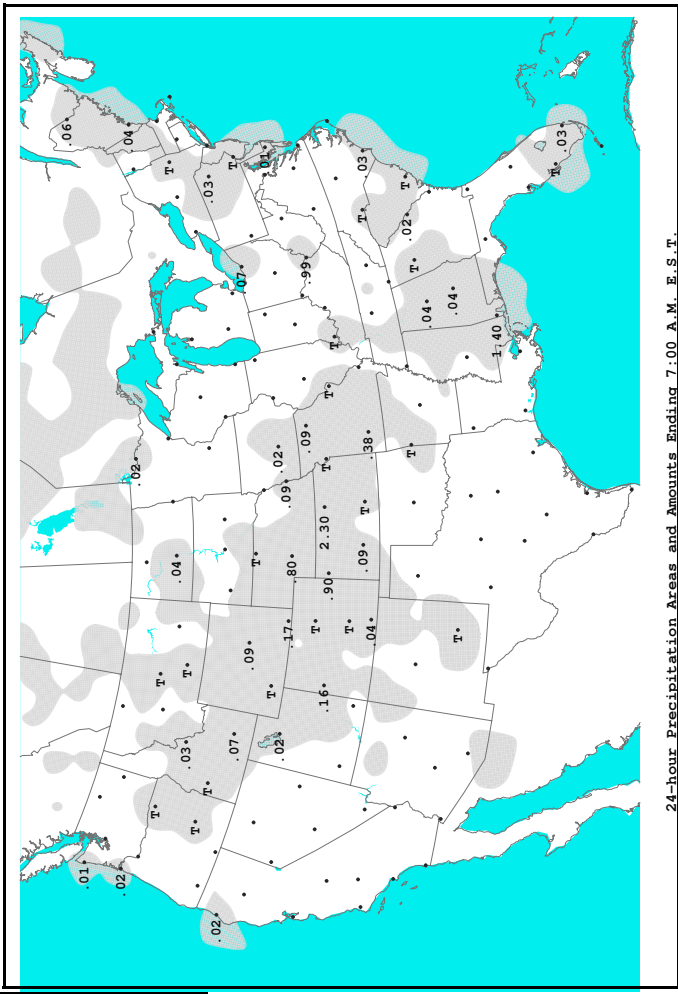 .06
.01
.02
.04
.02
T
T
T
.04
.03
T
T
T
.03
.02
T
.07
.07
.09
T
.01
T
.02
.02
.09
.17
.80
.09
.99
T
.16
2.30
T
.90
T
T
T
T
.03
.09
T
.38
.04
T
.02
T
T
.04
.04
T
1.40
T
.03
24-hour Precipitation Areas and Amounts Ending 7:00 A.M. E.S.T.